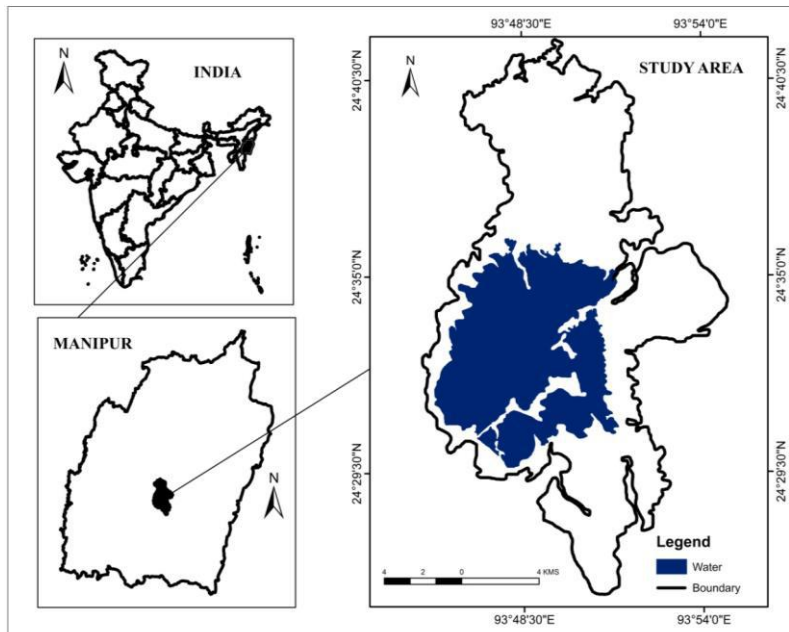 N
INDIA
N
MANIPUR
N
93°48'30"E
93°54'0"E
N
STUDY AREA
24°40'30"N
24°40'30"N
24°35'0"N
24°35'0"N
24°29'30"N
24°29'30"N
Legend
Water
Boundary
4 2 0 4 KMS
93°48'30"E
93°54'0"E